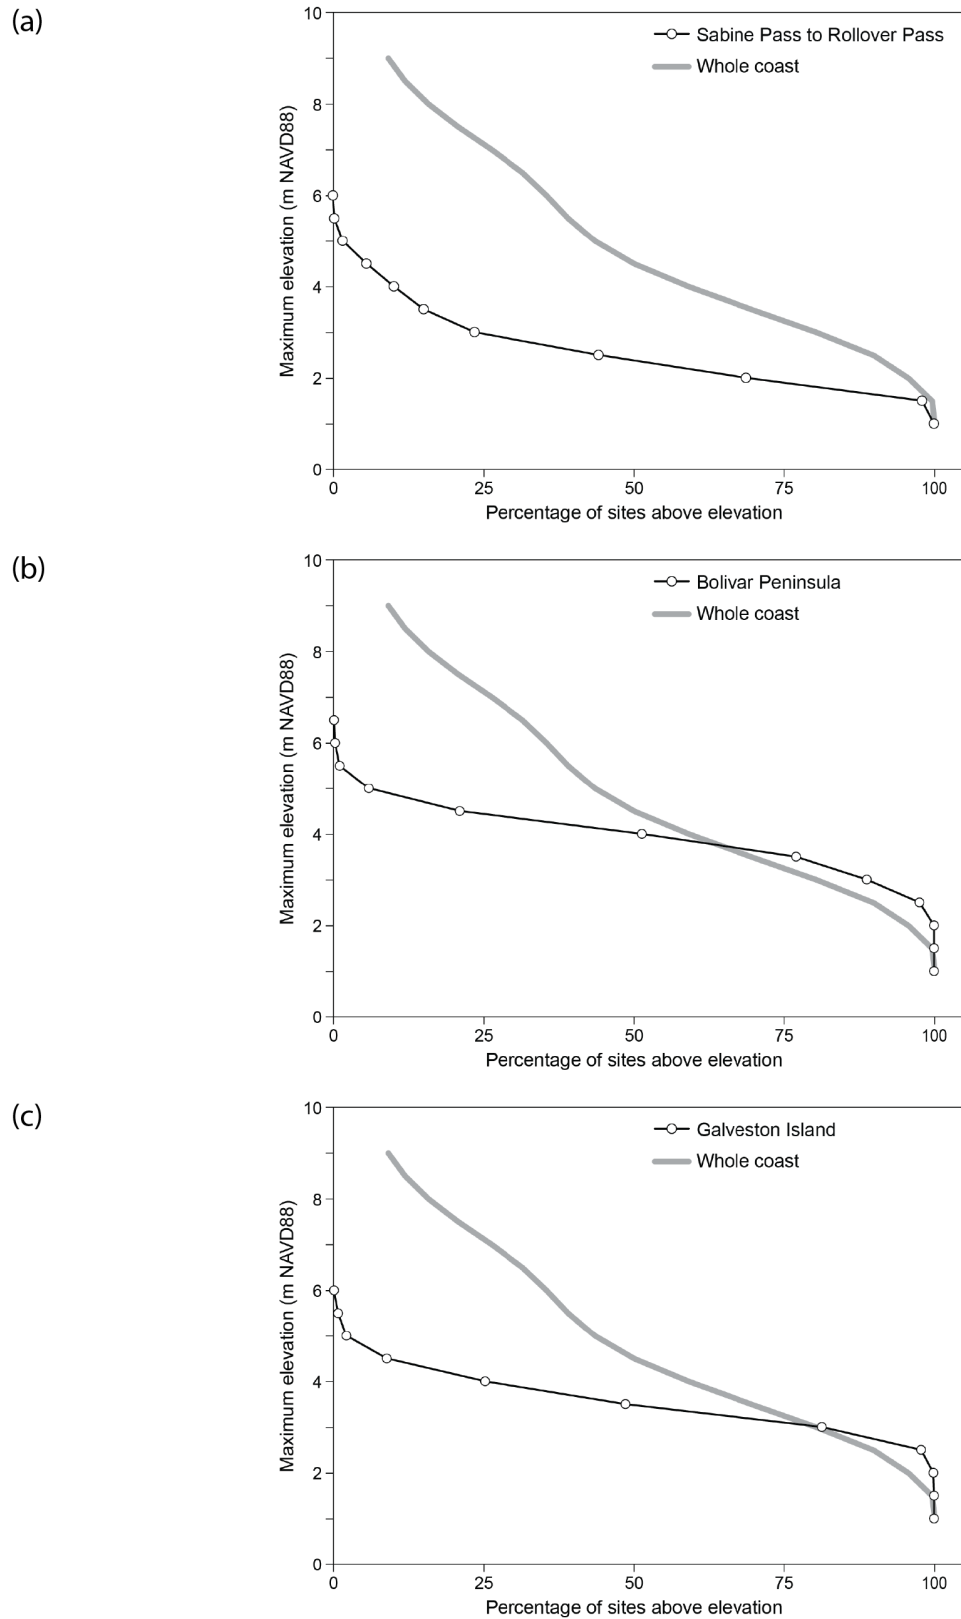 (a)
10
8
6
4
2
0
Maximum elevation (m NAVD88)
Sabine Pass to Rollover Pass
Whole coast
0 25 50 75 100
Percentage of sites above elevation
(b)
10
8
6
4
2
0
Maximum elevation (m NAVD88)
Bolivar Peninsula
Whole coast
0 25 50 75 100
Percentage of sites above elevation
(c)
10
8
6
4
2
0
Maximum elevation (m NAVD88)
Galveston Island
Whole coast
0 25 50 75 100
Percentage of sites above elevation